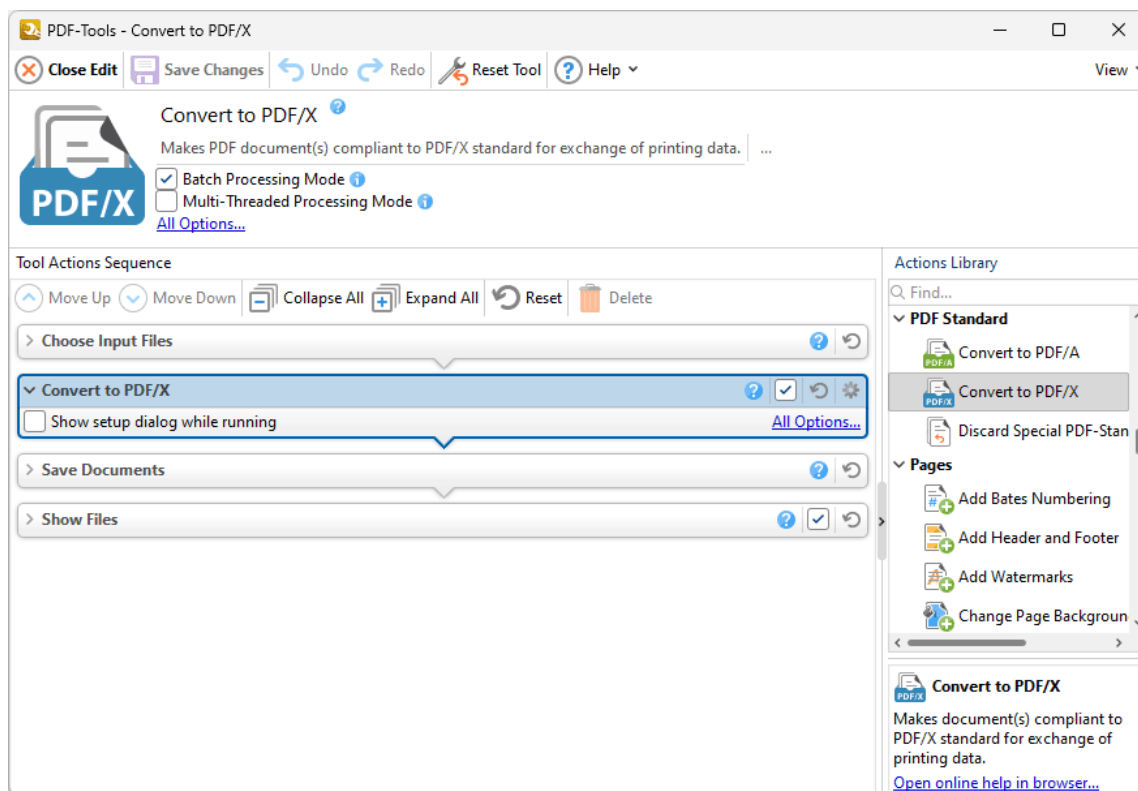 PDF-Tools - Convert to PDF/X
Close Edit Save Changes Undo Redo Reset Tool Help View
Convert to PDF/X
Makes PDF document(s) compliant to PDF/X standard for exchange of printing data. ...
PDF/X
Batch Processing Mode
Multi-Threaded Processing Mode
All Options...
Tool Actions Sequence
Move Up Move Down Collapse All Expand All Reset Delete
Choose Input Files
Convert to PDF/X
Show setup dialog while running All Options...
Save Documents
Show Files
Actions Library
Find...
PDF Standard
PDF/A Convert to PDF/A
PDF/X Convert to PDF/X
Discard Special PDF-Stan
Pages
Add Bates Numbering
Add Header and Footer
Add Watermarks
Change Page Backgroun
PDF/X Convert to PDF/X
Makes document(s) compliant to
PDF/X standard for exchange of
printing data.
Open online help in browser...